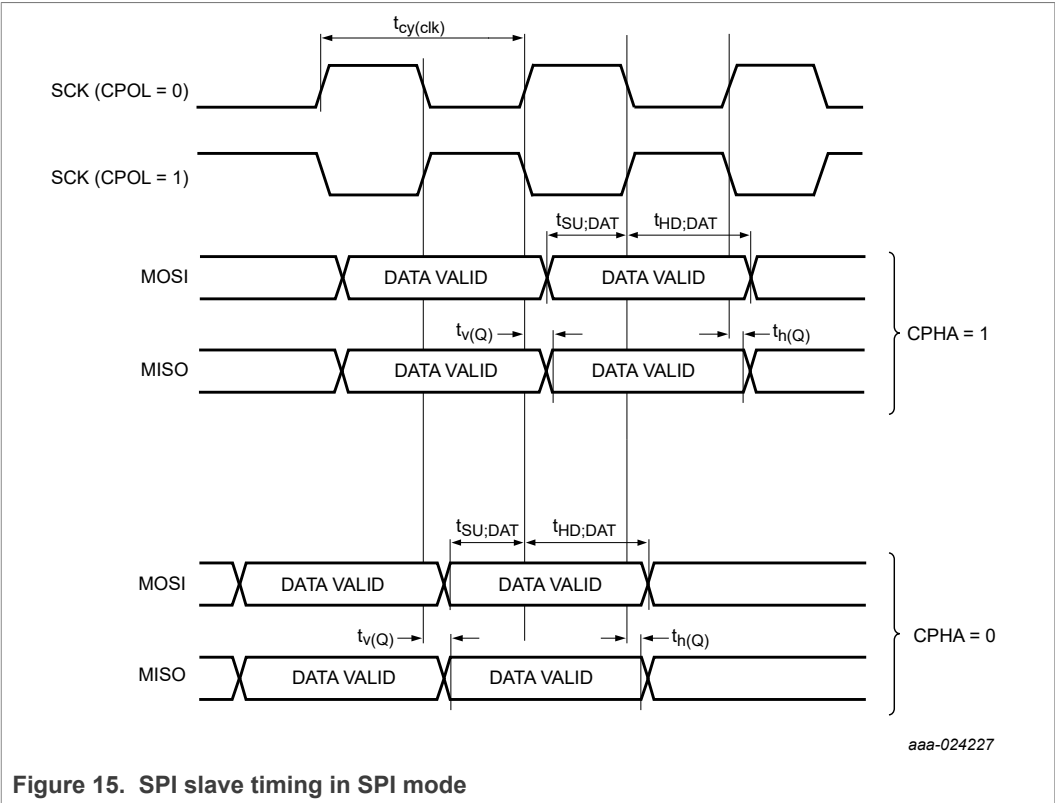 tcy(clk)
SCK (CPOL = 0)
SCK (CPOL = 1)
tSU;DAT tHD;DAT
MOSI DATA VALID DATA VALID
tv(Q) th(Q)
CPHA = 1
MISO DATA VALID DATA VALID
tSU;DAT tHD;DAT
MOSI DATA VALID DATA VALID
tv(Q) th(Q)
CPHA = 0
MISO DATA VALID DATA VALID
aaa-024227
Figure 15. SPI slave timing in SPI mode